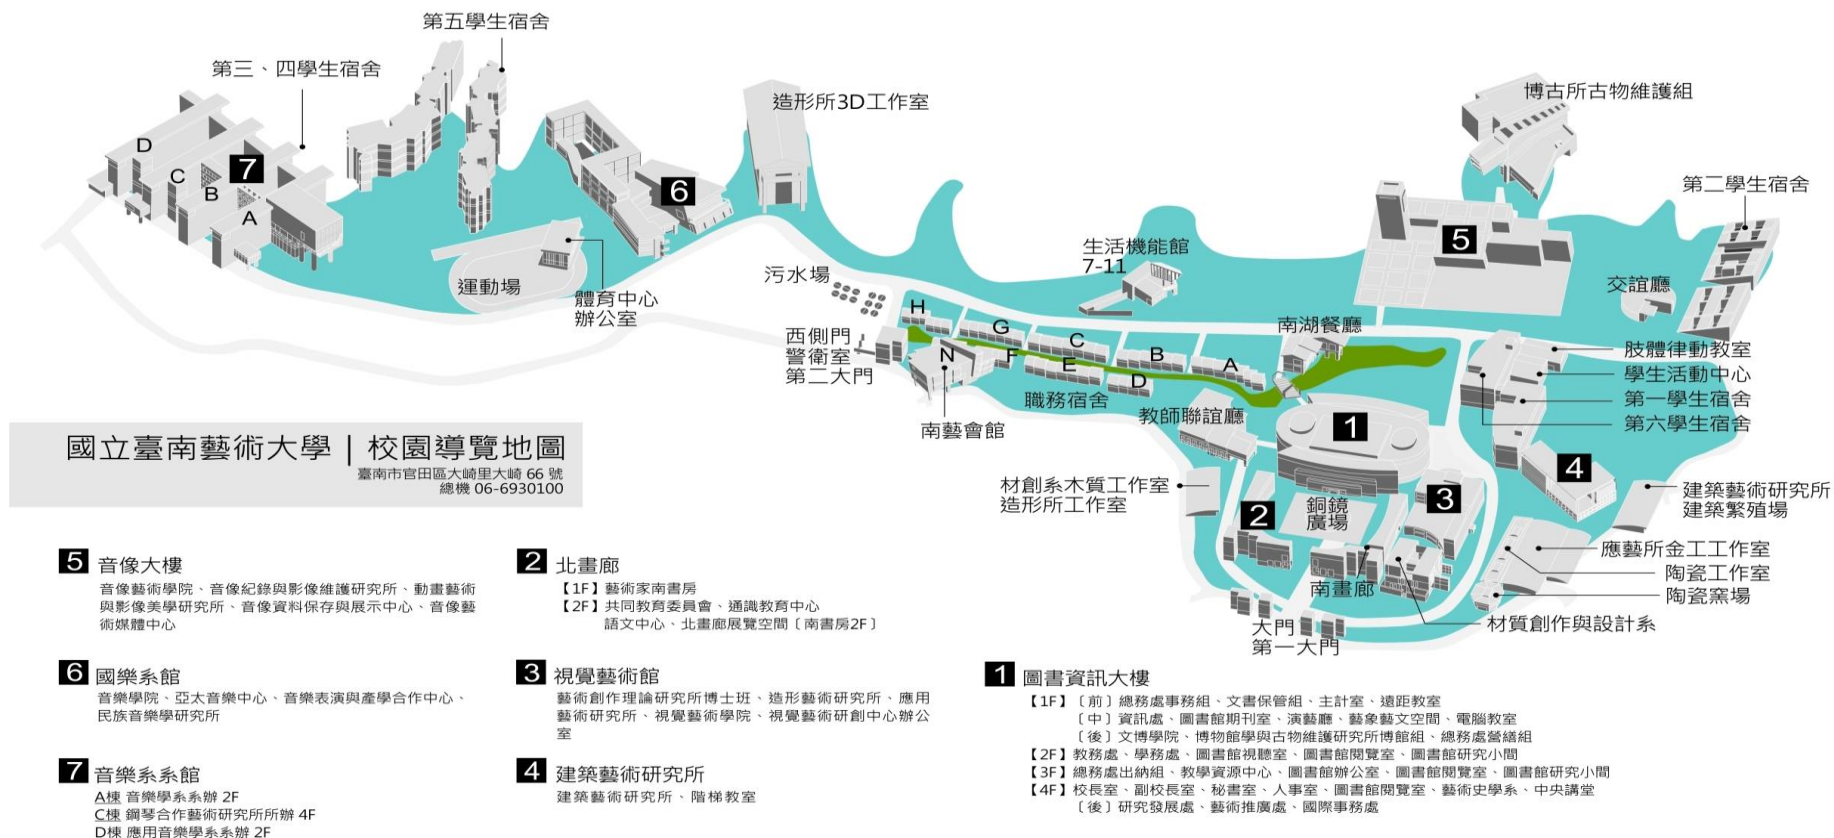 第五學生宿舍
第三、四學生宿舍
造形所3D工作室
博古所古物維護組
D
C
7
B
A
6
第二學生宿舍
5
生活機能館
7-11
污水場
運動場
體育中心
辦公室
交誼廳
H
G
C
B
A
N
F
E
D
南湖餐廳
西側門
警衛室
第二大門
肢體律動教室
學生活動中心
第一學生宿舍
第六學生宿舍
職務宿舍
教師聯誼廳
南藝會館
1
國立臺南藝術大學 | 校園導覽地圖
臺南市官田區大崎里大崎 66 號
總機 06-6930100
4
材創系木質工作室
造形所工作室
2
銅鏡
廣場
3
建築藝術研究所
建築繁殖場
應藝所金工工作室
陶瓷工作室
陶瓷窯場
南畫廊
材質創作與設計系
大門
第一大門
5 音像大樓
音像藝術學院、音像紀錄與影像維護研究所、動畫藝術
與影像美學研究所、音像資料保存與展示中心、音像藝
術媒體中心
6 國樂系館
音樂學院、亞太音樂中心、音樂表演與產學合作中心、
民族音樂學研究所
7 音樂系系館
A棟 音樂學系系辦 2F
C棟 鋼琴合作藝術研究所所辦 4F
D棟 應用音樂學系系辦 2F
2 北畫廊
【1F】藝術家南書房
【2F】共同教育委員會、通識教育中心
語文中心、北畫廊展覽空間〔南書房2F〕
3 視覺藝術館
藝術創作理論研究所博士班、造形藝術研究所、應用
藝術研究所、視覺藝術學院、視覺藝術研創中心辦公
室
4 建築藝術研究所
建築藝術研究所、階梯教室
1 圖書資訊大樓
【1F】〔前〕總務處事務組、文書保管組、主計室、遠距教室
〔中〕資訊處、圖書館期刊室、演藝廳、藝象藝文空間、電腦教室
〔後〕文博學院、博物館學與古物維護研究所博館組、總務處營繕組
【2F】教務處、學務處、圖書館視聽室、圖書館閱覽室、圖書館研究小間
【3F】總務處出納組、教學資源中心、圖書館辦公室、圖書館閱覽室、圖書館研究小間
【4F】校長室、副校長室、秘書室、人事室、圖書館閱覽室、藝術史學系、中央講堂
〔後〕研究發展處、藝術推廣處、國際事務處